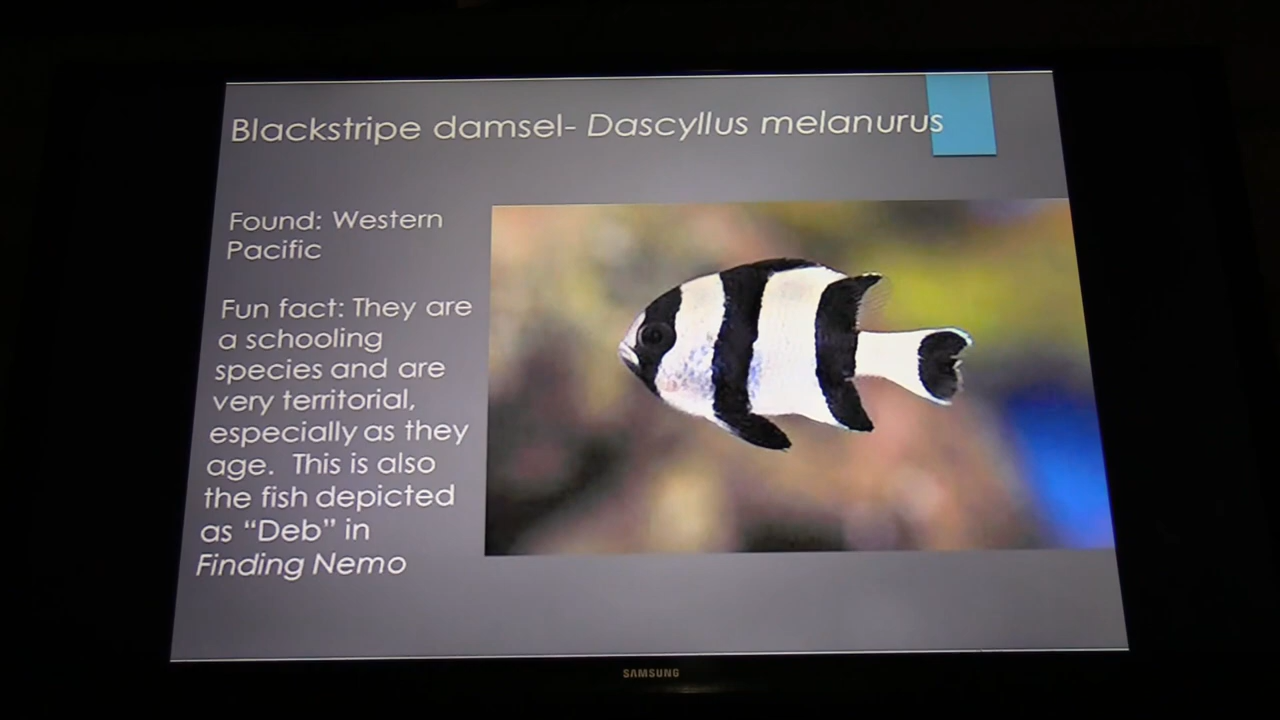 Blackstripe damsel- Dascyllus melanurus
Found: Western
Pacific
Fun fact: They are
a schooling
species and are
very territorial,
especially as they
age.  This is also
the fish depicted
as “Deb” in
Finding Nemo
SAMSUNG